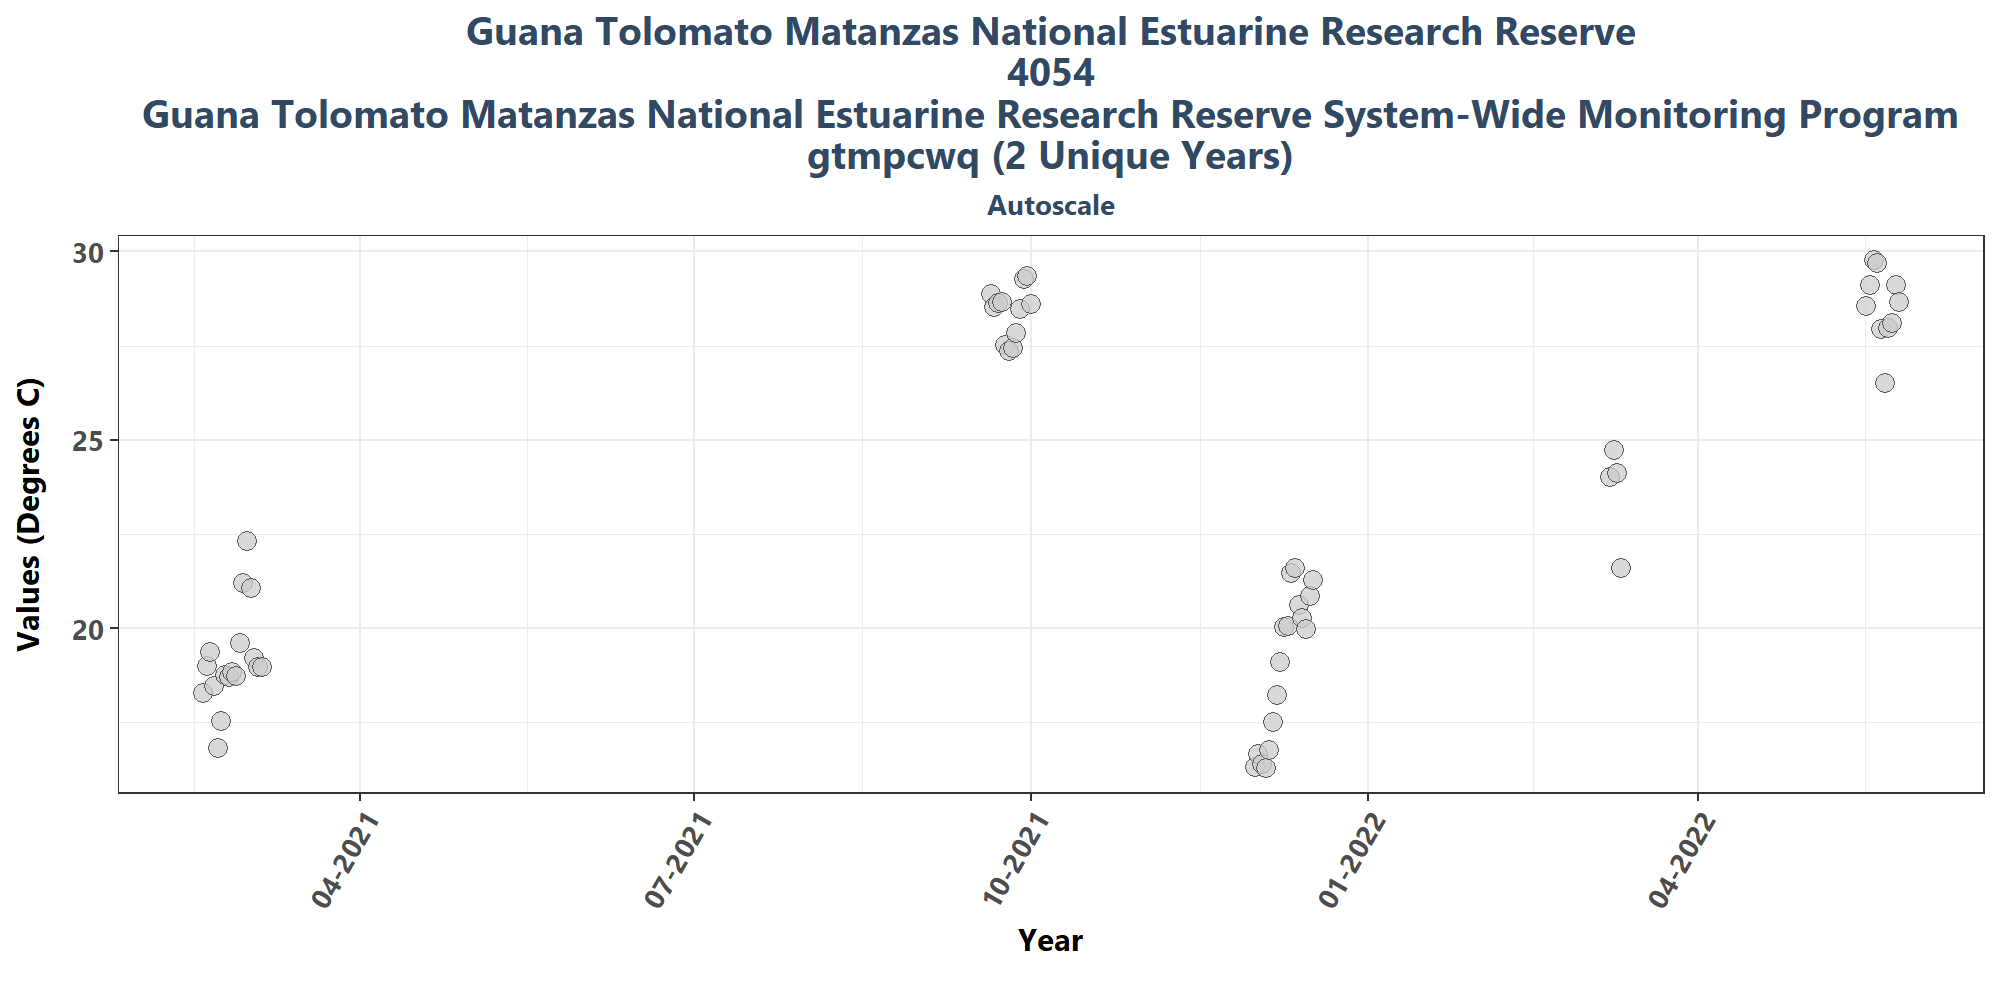 Guana Tolomato Matanzas National Estuarine Research Reserve
4054
Guana Tolomato Matanzas National Estuarine Research Reserve System-Wide Monitoring Program
gtmpcwq (2 Unique Years)
Autoscale
Values (Degrees C)
30
25
20
04-2021
07-2021
10-2021
01-2022
04-2022
Year